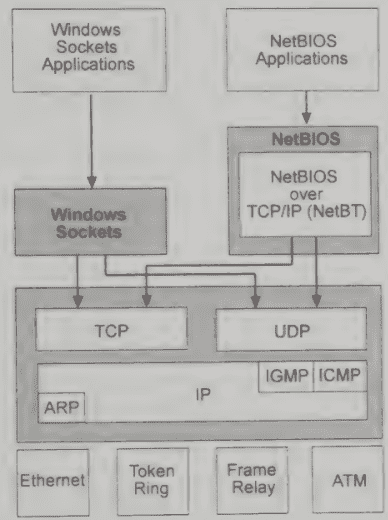 Windows
Sockets
Applications
NetBIOS
Applications
NetBIOS
NetBIOS
over
TCP/IP (NetBT)
Windows
Sockets
TCP
UDP
IP
IGMP
ICMP
ARP
Ethernet
Token
Ring
Frame
Relay
ATM